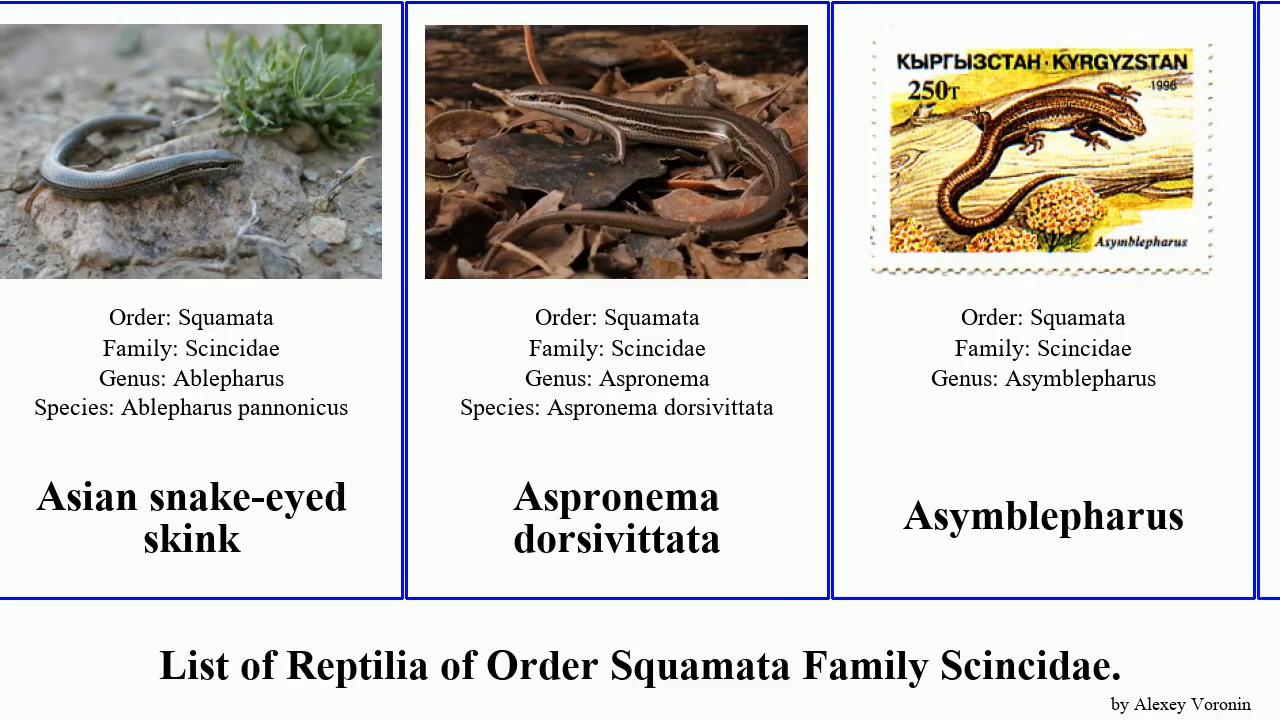 КЫРГЫЗСТАН·KYRGYZSTAN
250т
1996
Asymblepharus
Order: Squamata
Family: Scincidae
Genus: Ablepharus
Species: Ablepharus pannonicus
Asian snake-eyed
skink
Order: Squamata
Family: Scincidae
Genus: Aspronema
Species: Aspronema dorsivittata
Aspronema
dorsivittata
Order: Squamata
Family: Scincidae
Genus: Asymblepharus
Asymblepharus
List of Reptilia of Order Squamata Family Scincidae.
by Alexey Voronin